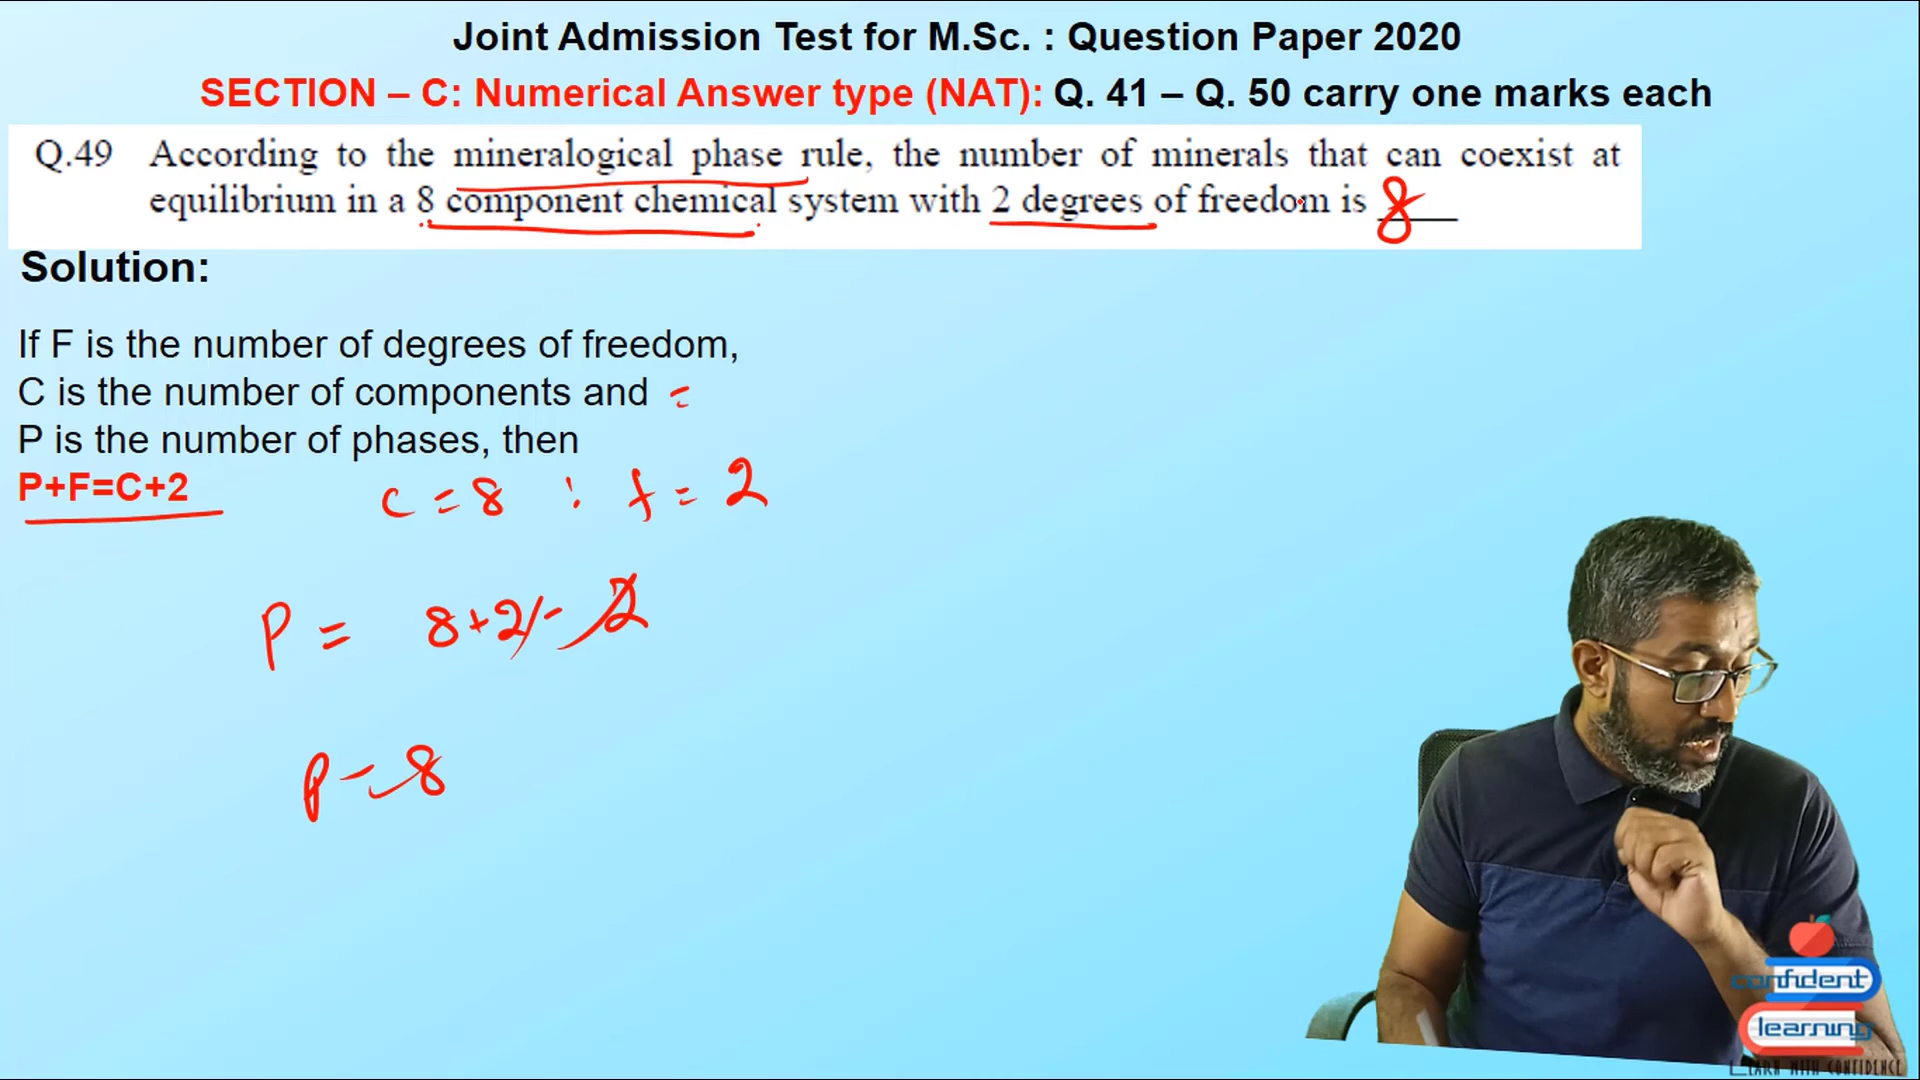 Joint Admission Test for M.Sc. : Question Paper 2020
SECTION – C: Numerical Answer type (NAT): Q. 41 – Q. 50 carry one marks each
Q.49 According to the mineralogical phase rule, the number of minerals that can coexist at
equilibrium in a 8 component chemical system with 2 degrees of freedom is 8
Solution:
If F is the number of degrees of freedom,
C is the number of components and =
P is the number of phases, then
P+F=C+2
C = 8 : f = 2
P = 8+2 - 2
P = 8
confident
learning
LEARN WITH CONFIDENCE